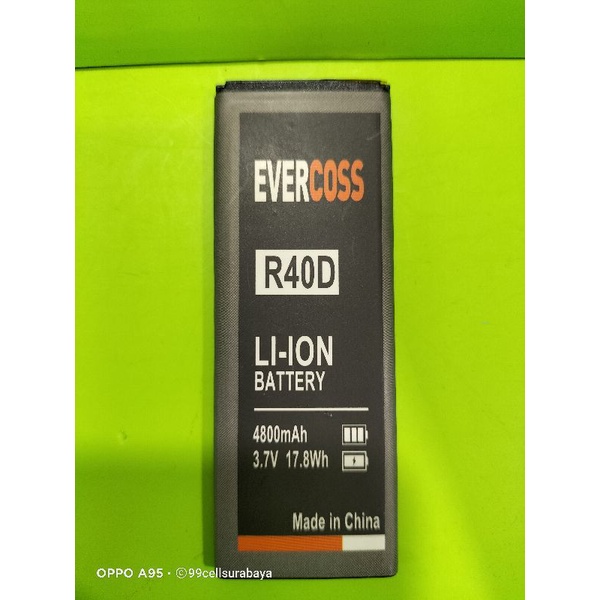 EVERCOSS
R40D
LI-ION
BATTERY
4800mAh
3.7V 17.8Wh
Made in China
OPPO A95 · ©99cellsurabaya